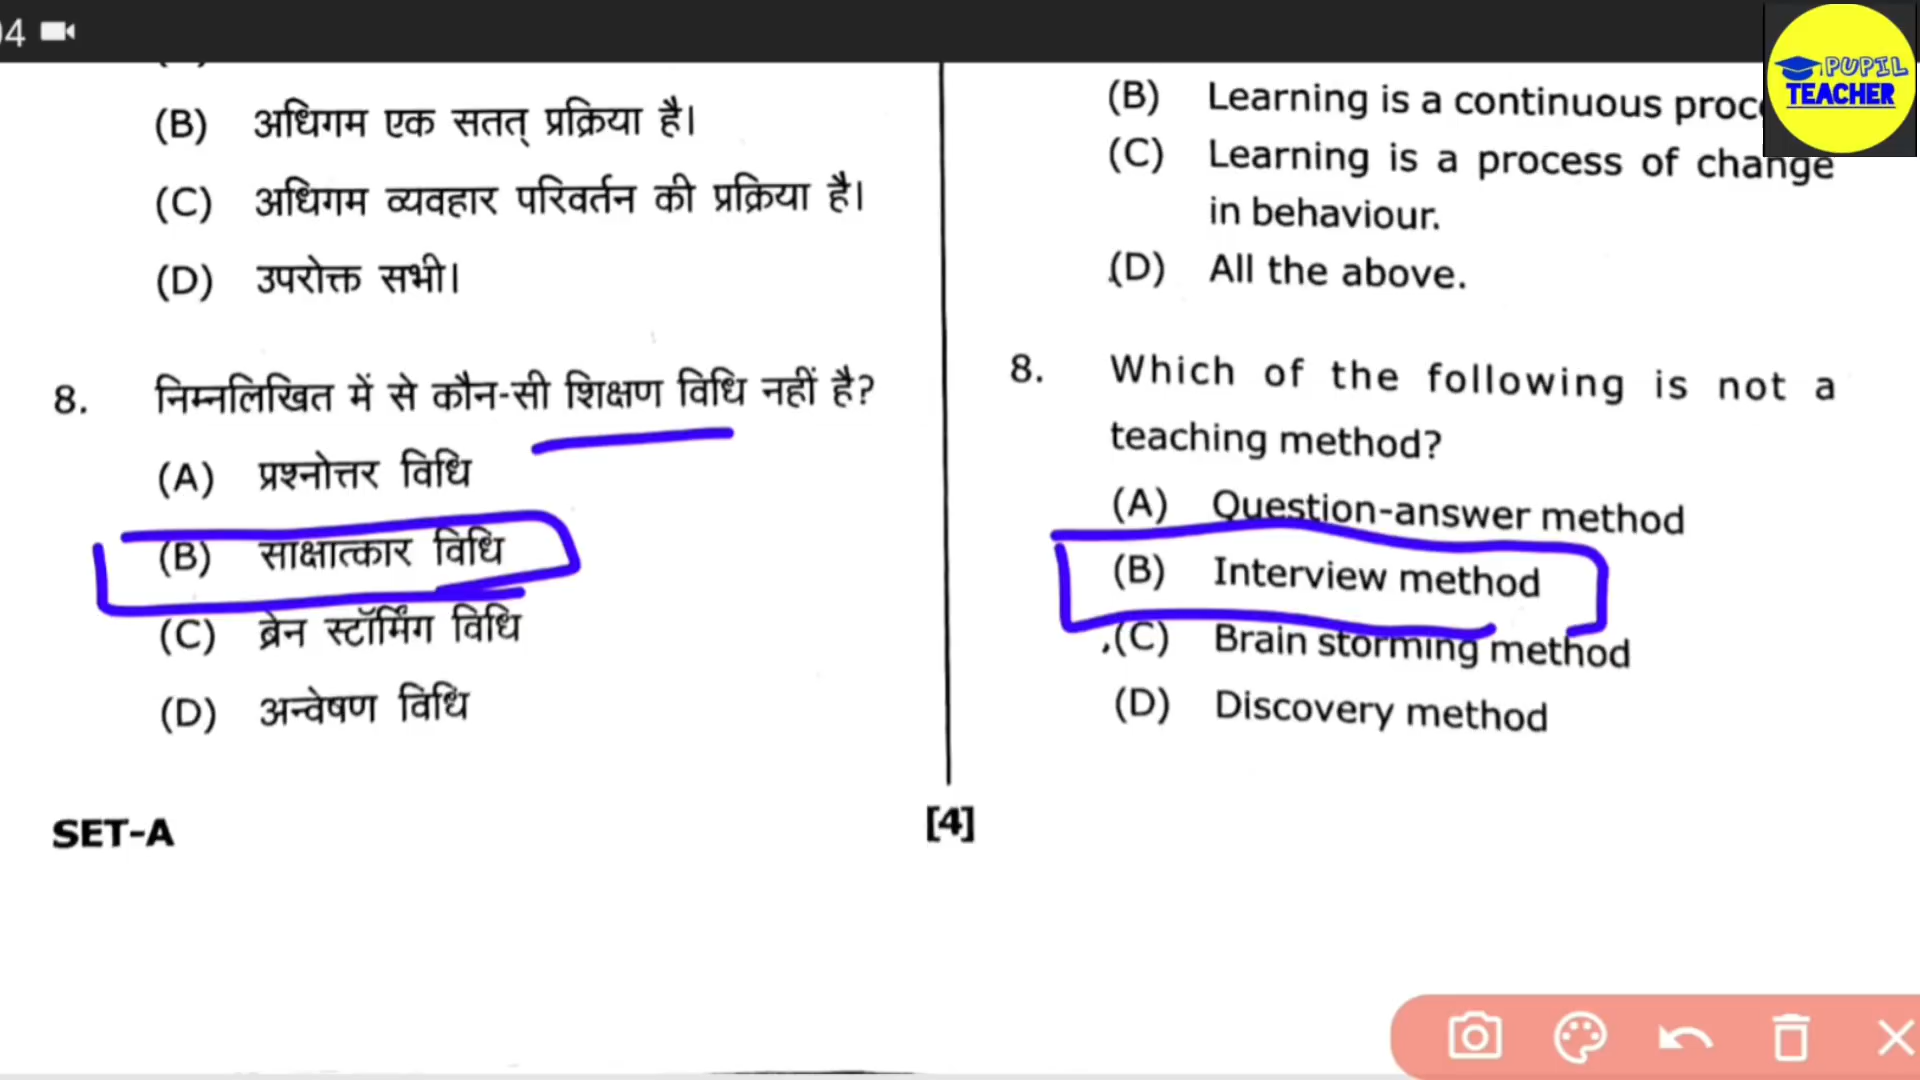 04
PUPIL
TEACHER
(B) अधिगम एक सतत् प्रक्रिया है।
(C) अधिगम व्यवहार परिवर्तन की प्रक्रिया है।
(D) उपरोक्त सभी।
8. निम्नलिखित में से कौन-सी शिक्षण विधि नहीं है?
(A) प्रश्नोत्तर विधि
(B) साक्षात्कार विधि
(C) ब्रेन स्टॉर्मिंग विधि
(D) अन्वेषण विधि
SET-A
(B) Learning is a continuous proc
(C) Learning is a process of change
in behaviour.
(D) All the above.
8. Which of the following is not a
teaching method?
(A) Question-answer method
(B) Interview method
(C) Brain storming method
(D) Discovery method
[4]